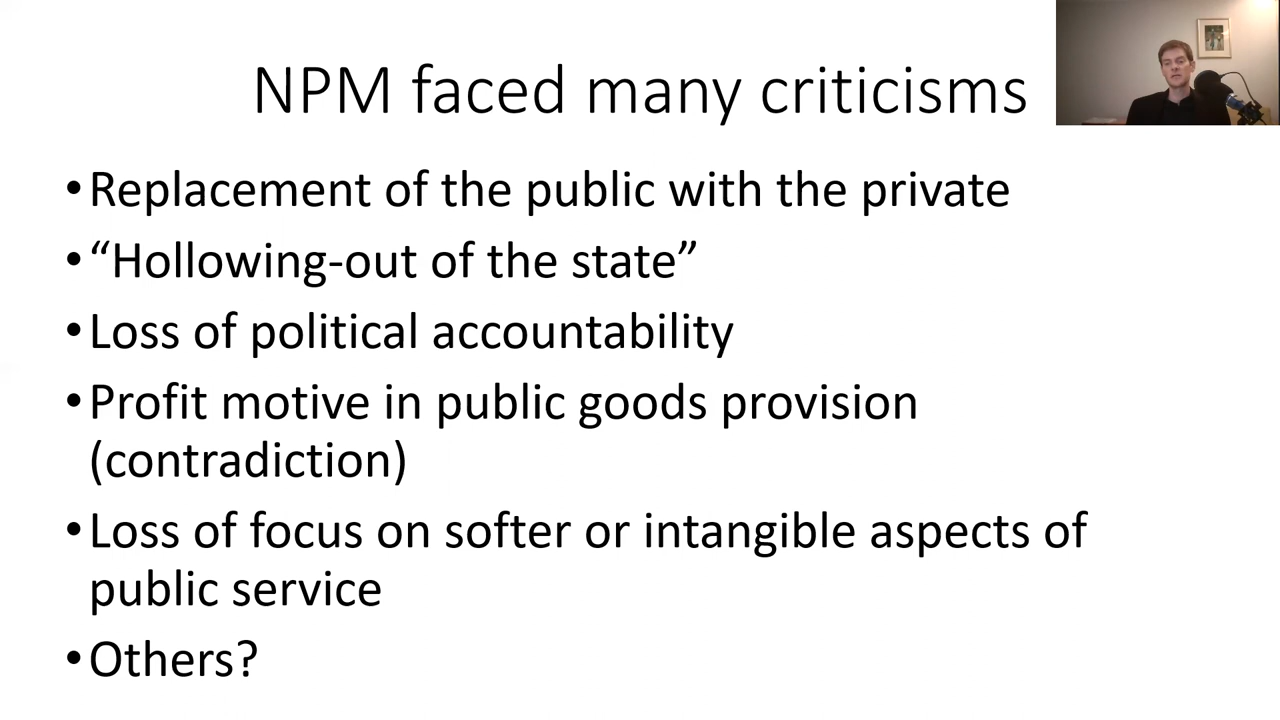 NPM faced many criticisms
•Replacement of the public with the private
•“Hollowing-out of the state”
•Loss of political accountability
•Profit motive in public goods provision
(contradiction)
•Loss of focus on softer or intangible aspects of
public service
•Others?